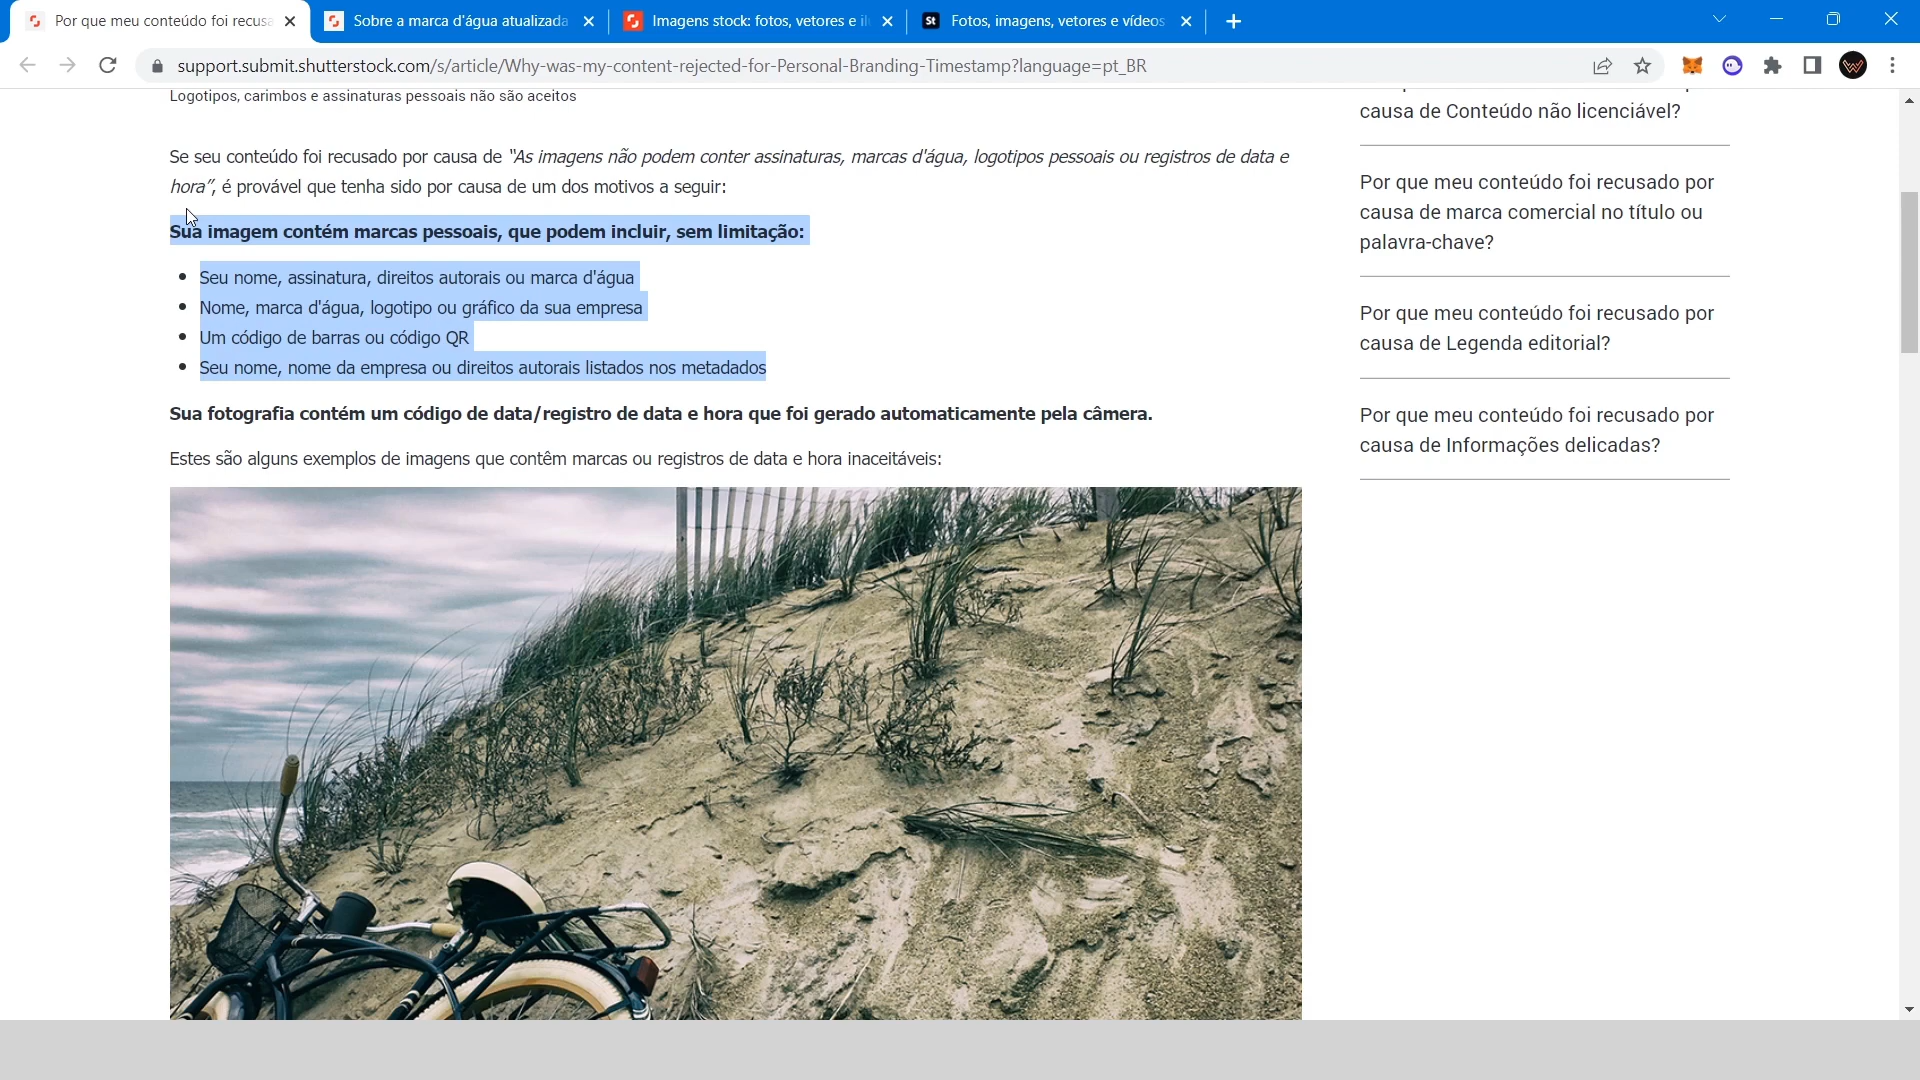 Por que meu conteúdo foi recusa
Sobre a marca d'água atualizada
Imagens stock: fotos, vetores e il
St
Fotos, imagens, vetores e vídeos
support.submit.shutterstock.com/s/article/Why-was-my-content-rejected-for-Personal-Branding-Timestamp?language=pt_BR
Logotipos, carimbos e assinaturas pessoais não são aceitos
Se seu conteúdo foi recusado por causa de “As imagens não podem conter assinaturas, marcas d'água, logotipos pessoais ou registros de data e
hora”, é provável que tenha sido por causa de um dos motivos a seguir:
Sua imagem contém marcas pessoais, que podem incluir, sem limitação:
• Seu nome, assinatura, direitos autorais ou marca d'água
• Nome, marca d'água, logotipo ou gráfico da sua empresa
• Um código de barras ou código QR
• Seu nome, nome da empresa ou direitos autorais listados nos metadados
Sua fotografia contém um código de data/registro de data e hora que foi gerado automaticamente pela câmera.
Estes são alguns exemplos de imagens que contêm marcas ou registros de data e hora inaceitáveis:
causa de Conteúdo não licenciável?
Por que meu conteúdo foi recusado por
causa de marca comercial no título ou
palavra-chave?
Por que meu conteúdo foi recusado por
causa de Legenda editorial?
Por que meu conteúdo foi recusado por
causa de Informações delicadas?